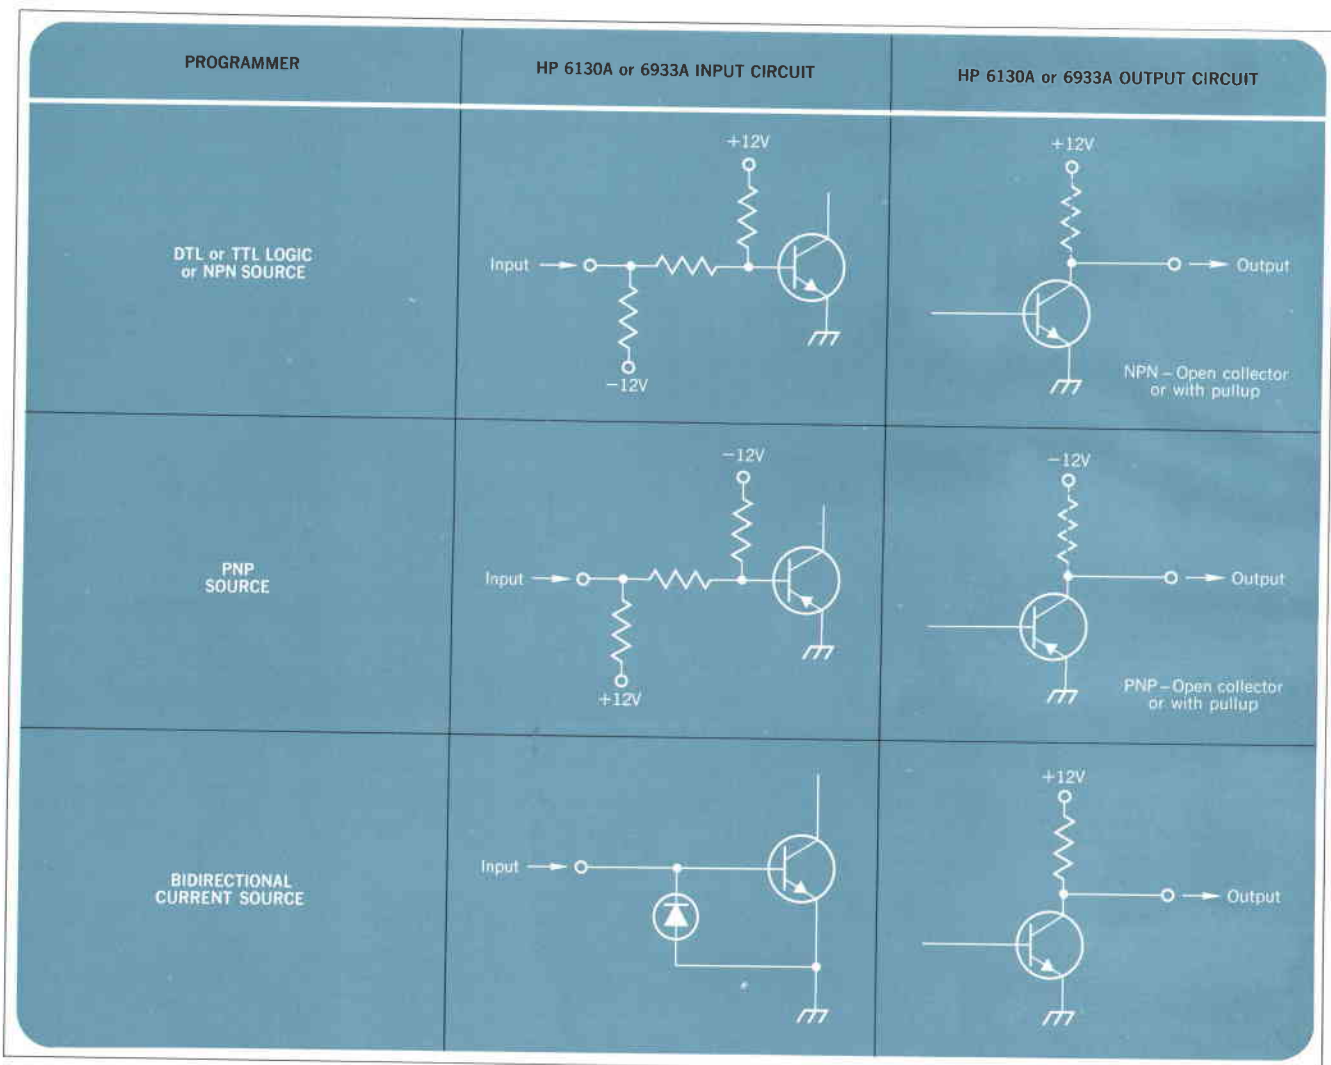 PROGRAMMER
HP 6130A or 6933A INPUT CIRCUIT
HP 6130A or 6933A OUTPUT CIRCUIT
DTL or TTL LOGIC
or NPN SOURCE
+12V
Input
−12V
+12V
Output
NPN – Open collector
or with pullup
PNP
SOURCE
−12V
Input
+12V
−12V
Output
PNP – Open collector
or with pullup
BIDIRECTIONAL
CURRENT SOURCE
Input
+12V
Output